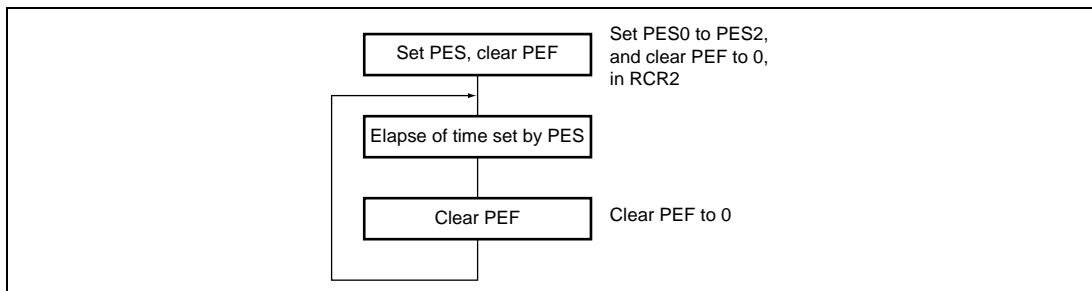 Set PES, clear PEF
Set PES0 to PES2,
and clear PEF to 0,
in RCR2
Elapse of time set by PES
Clear PEF
Clear PEF to 0